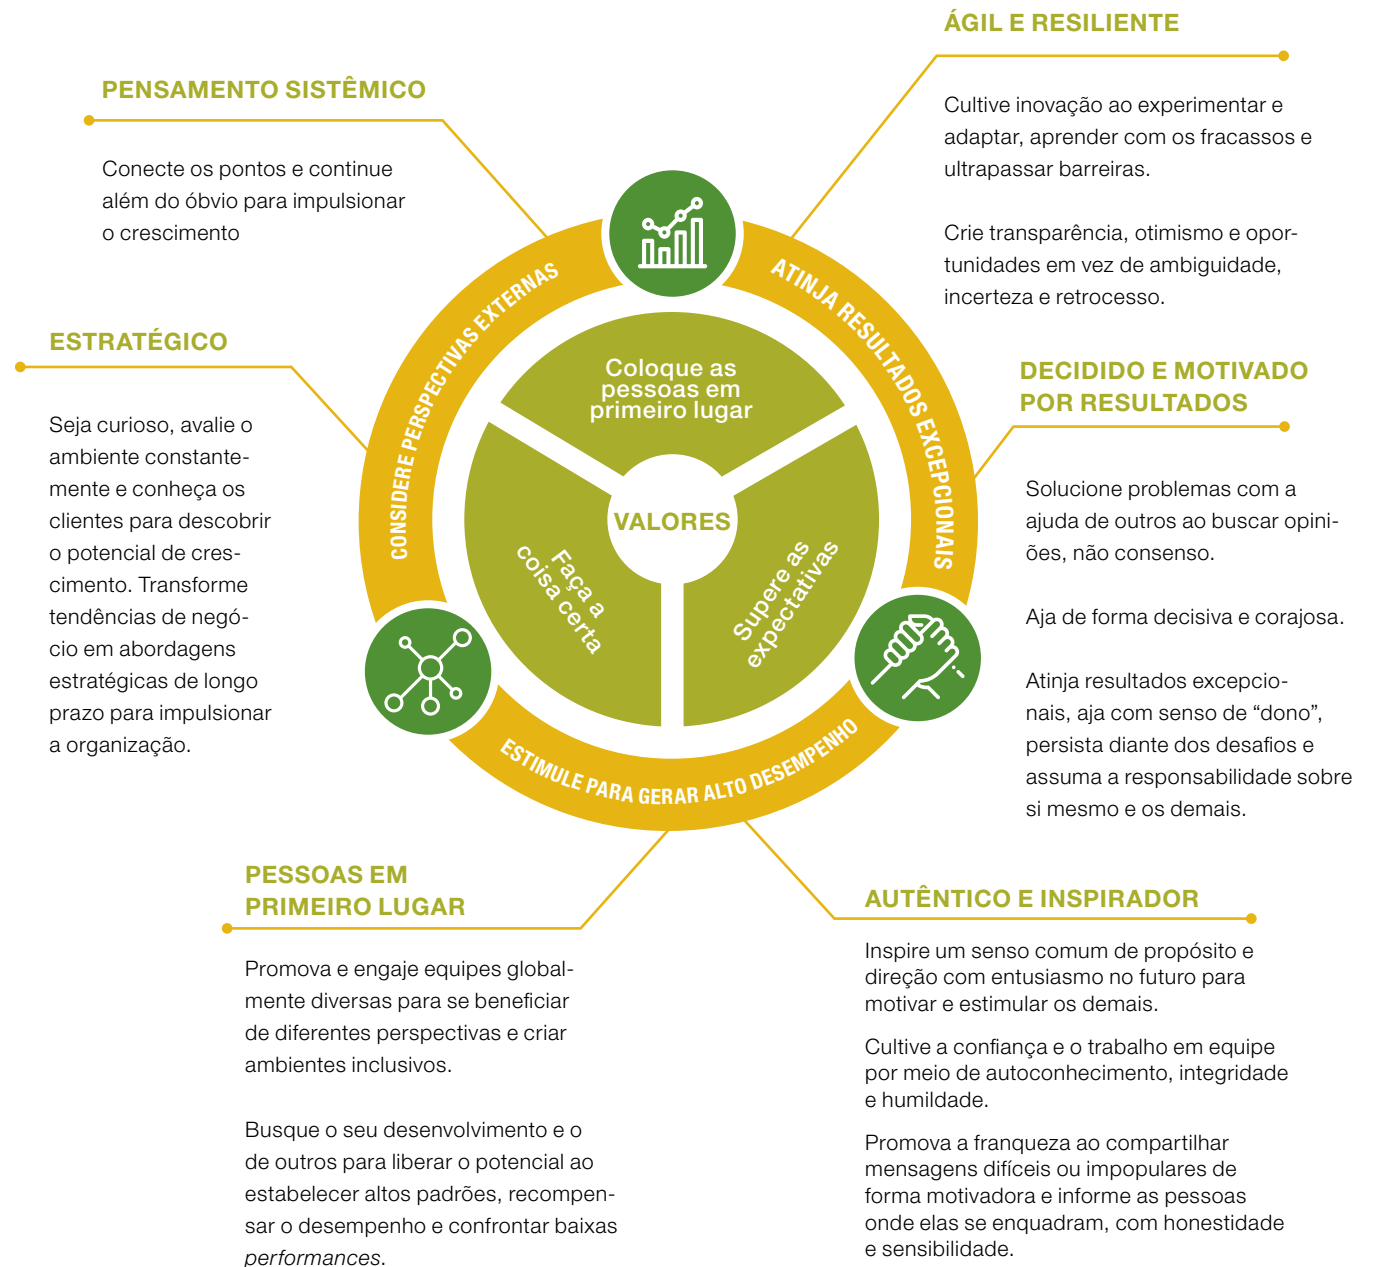 ÁGIL E RESILIENTE
Cultive inovação ao experimentar e
adaptar, aprender com os fracassos e
ultrapassar barreiras.
Crie transparência, otimismo e opor-
tunidades em vez de ambiguidade,
incerteza e retrocesso.
PENSAMENTO SISTÊMICO
Conecte os pontos e continue
além do óbvio para impulsionar
o crescimento
ESTRATÉGICO
Seja curioso, avalie o
ambiente constante-
mente e conheça os
clientes para descobrir
o potencial de cres-
cimento. Transforme
tendências de negó-
cio em abordagens
estratégicas de longo
prazo para impulsionar
a organização.
CONSIDERE PERSPECTIVAS EXTERNAS
ATINJA RESULTADOS EXCEPCIONAIS
ESTIMULE PARA GERAR ALTO DESEMPENHO
Coloque as
pessoas em
primeiro lugar
VALORES
Faça a
coisa certa
Supere as
expectativas
DECIDIDO E MOTIVADO
POR RESULTADOS
Solucione problemas com a
ajuda de outros ao buscar opini-
ões, não consenso.
Aja de forma decisiva e corajosa.
Atinja resultados excepcio-
nais, aja com senso de “dono”,
persista diante dos desafios e
assuma a responsabilidade sobre
si mesmo e os demais.
PESSOAS EM
PRIMEIRO LUGAR
Promova e engaje equipes global-
mente diversas para se beneficiar
de diferentes perspectivas e criar
ambientes inclusivos.
Busque o seu desenvolvimento e o
de outros para liberar o potencial ao
estabelecer altos padrões, recompen-
sar o desempenho e confrontar baixas
performances.
AUTÊNTICO E INSPIRADOR
Inspire um senso comum de propósito e
direção com entusiasmo no futuro para
motivar e estimular os demais.
Cultive a confiança e o trabalho em equipe
por meio de autoconhecimento, integridade
e humildade.
Promova a franqueza ao compartilhar
mensagens difíceis ou impopulares de
forma motivadora e informe as pessoas
onde elas se enquadram, com honestidade
e sensibilidade.